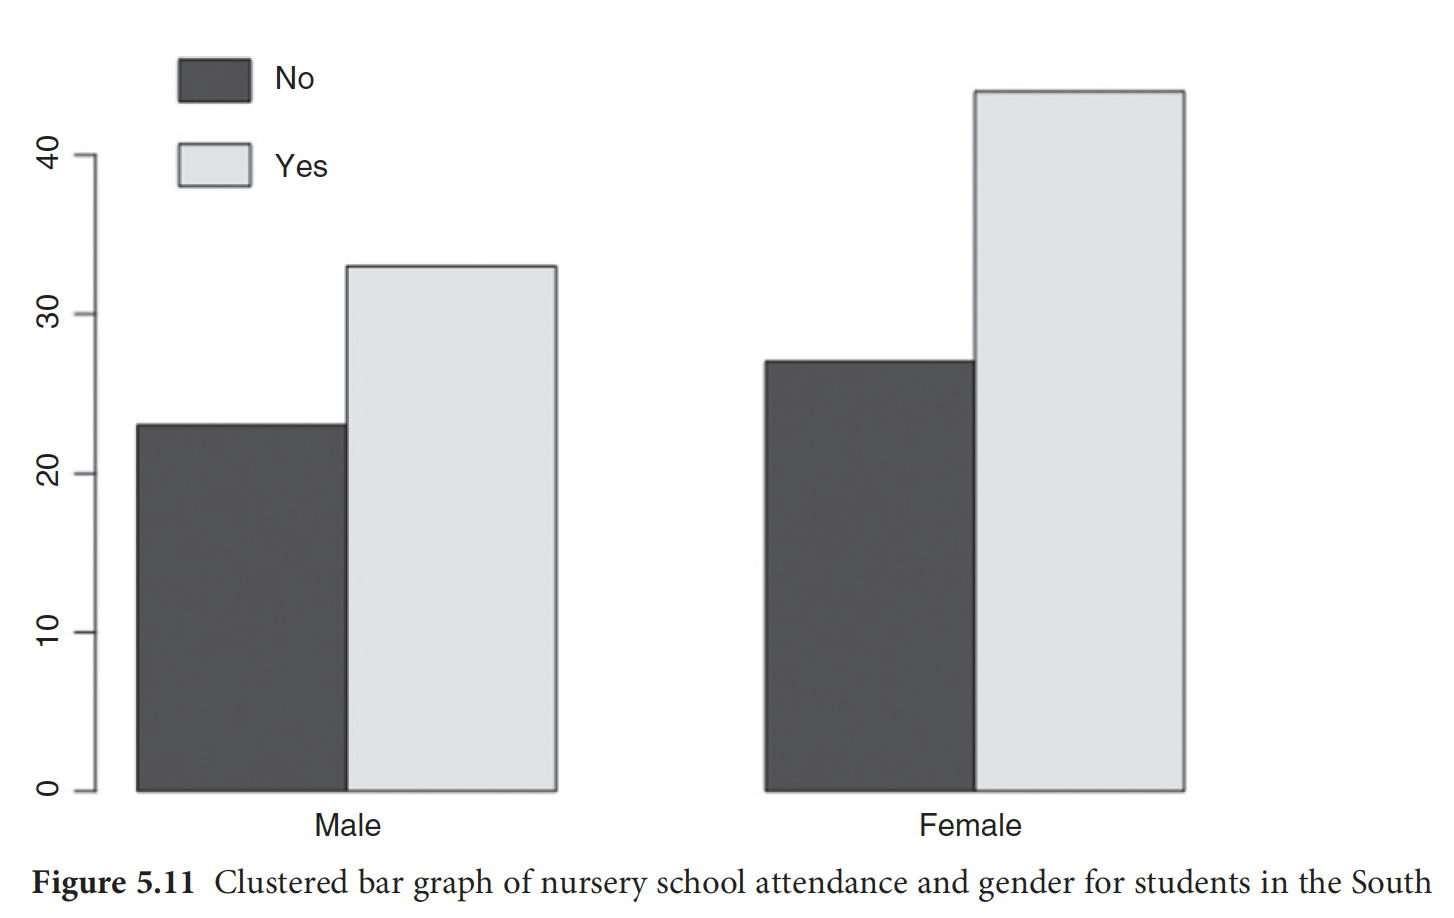 No
Yes
40
30
20
10
0
Male Female
Figure 5.11 Clustered bar graph of nursery school attendance and gender for students in the South